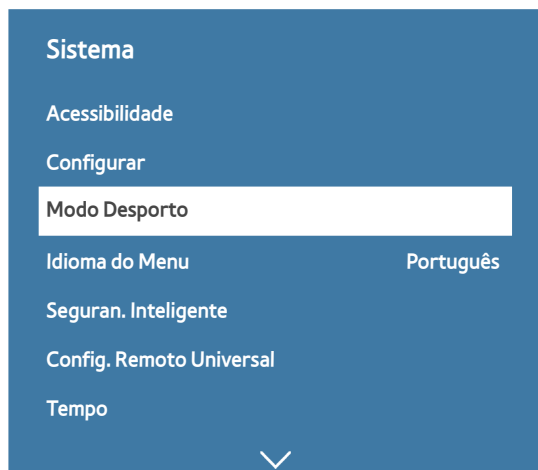 Sistema
Acessibilidade
Configurar
Modo Desporto
Idioma do Menu Português
Seguran. Inteligente
Config. Remoto Universal
Tempo